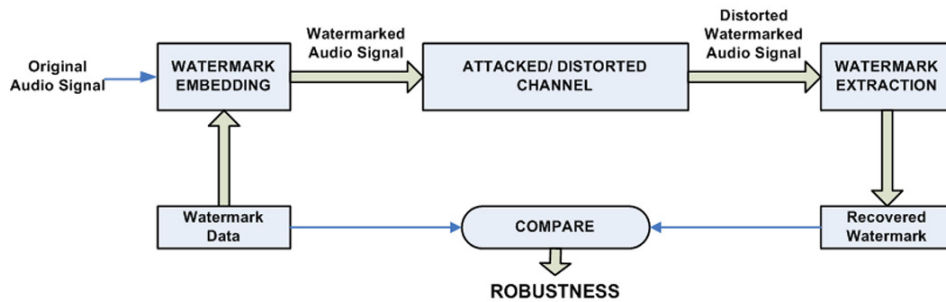 Original
Audio Signal
WATERMARK
EMBEDDING
Watermarked
Audio Signal
ATTACKED/ DISTORTED
CHANNEL
Distorted
Watermarked
Audio Signal
WATERMARK
EXTRACTION
Watermark
Data
COMPARE
Recovered
Watermark
ROBUSTNESS